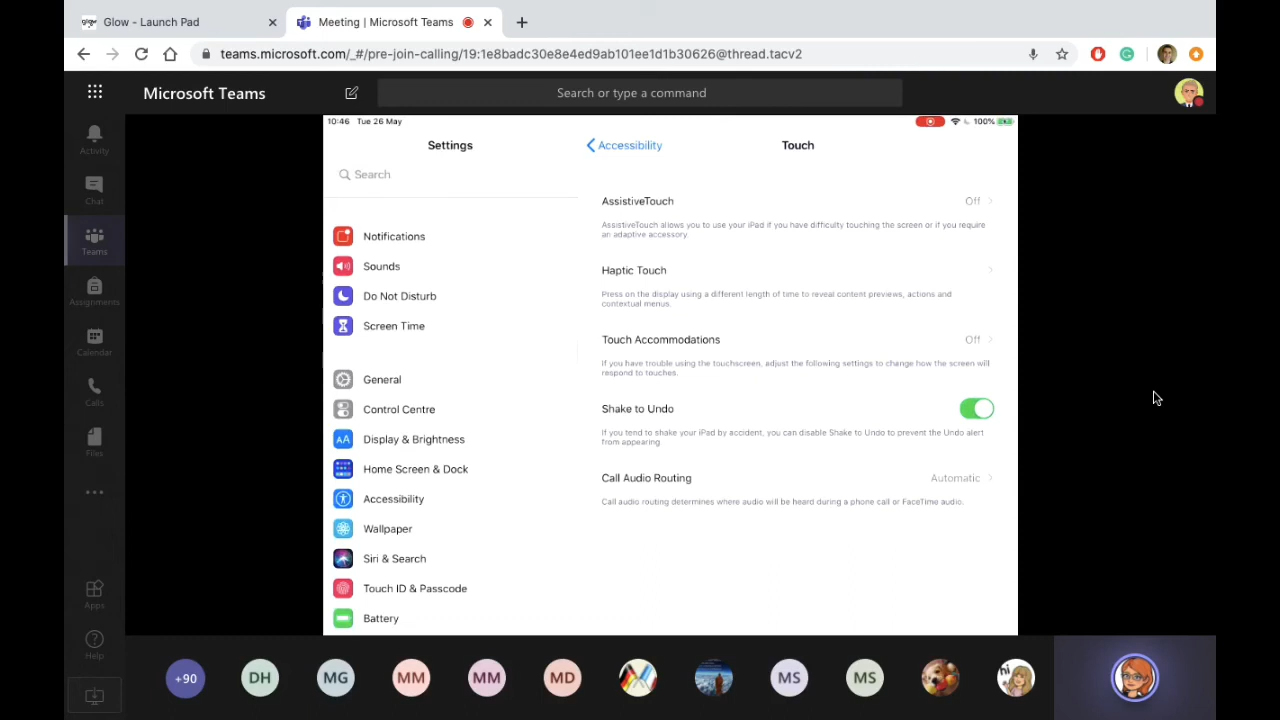 Glow - Launch Pad
Meeting | Microsoft Teams
teams.microsoft.com/_#/pre-join-calling/19:1e8badc30e8e4ed9ab101ee1d1b30626@thread.tacv2
Microsoft Teams
Search or type a command
Activity
Chat
Teams
Assignments
Calendar
Calls
Files
Apps
Help
10:46 Tue 26 May
100%
Settings
Search
Notifications
Sounds
Do Not Disturb
Screen Time
General
Control Centre
AA Display & Brightness
Home Screen & Dock
Accessibility
Wallpaper
Siri & Search
Touch ID & Passcode
Battery
Accessibility
Touch
AssistiveTouch Off
AssistiveTouch allows you to use your iPad if you have difficulty touching the screen or if you require
an adaptive accessory.
Haptic Touch
Press on the display using a different length of time to reveal content previews, actions and
contextual menus.
Touch Accommodations Off
If you have trouble using the touchscreen, adjust the following settings to change how the screen will
respond to touches.
Shake to Undo
If you tend to shake your iPad by accident, you can disable Shake to Undo to prevent the Undo alert
from appearing.
Call Audio Routing Automatic
Call audio routing determines where audio will be heard during a phone call or FaceTime audio.
+90 DH MG MM MM MD MS MS hi